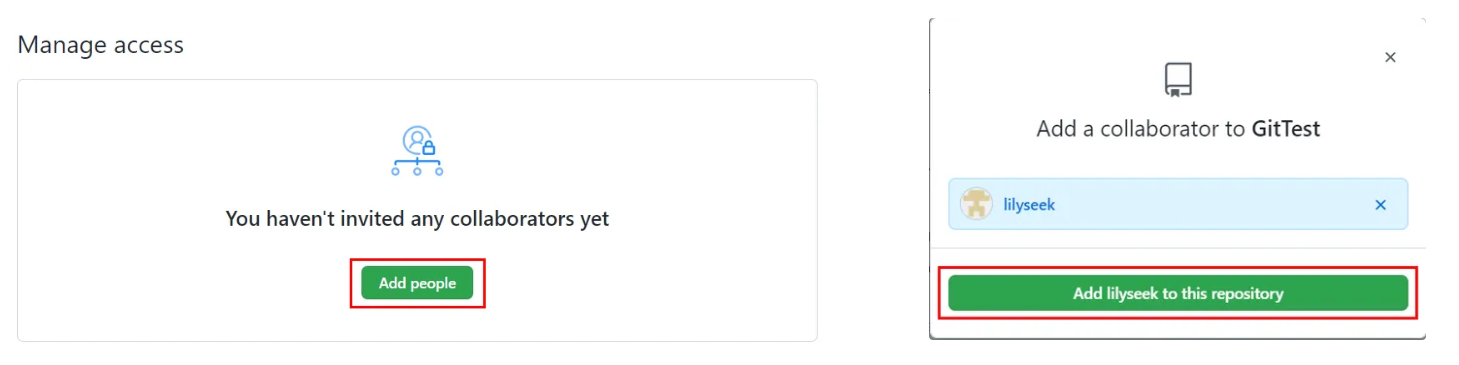 Manage access
You haven't invited any collaborators yet
Add people
Add a collaborator to GitTest
lilyseek
Add lilyseek to this repository